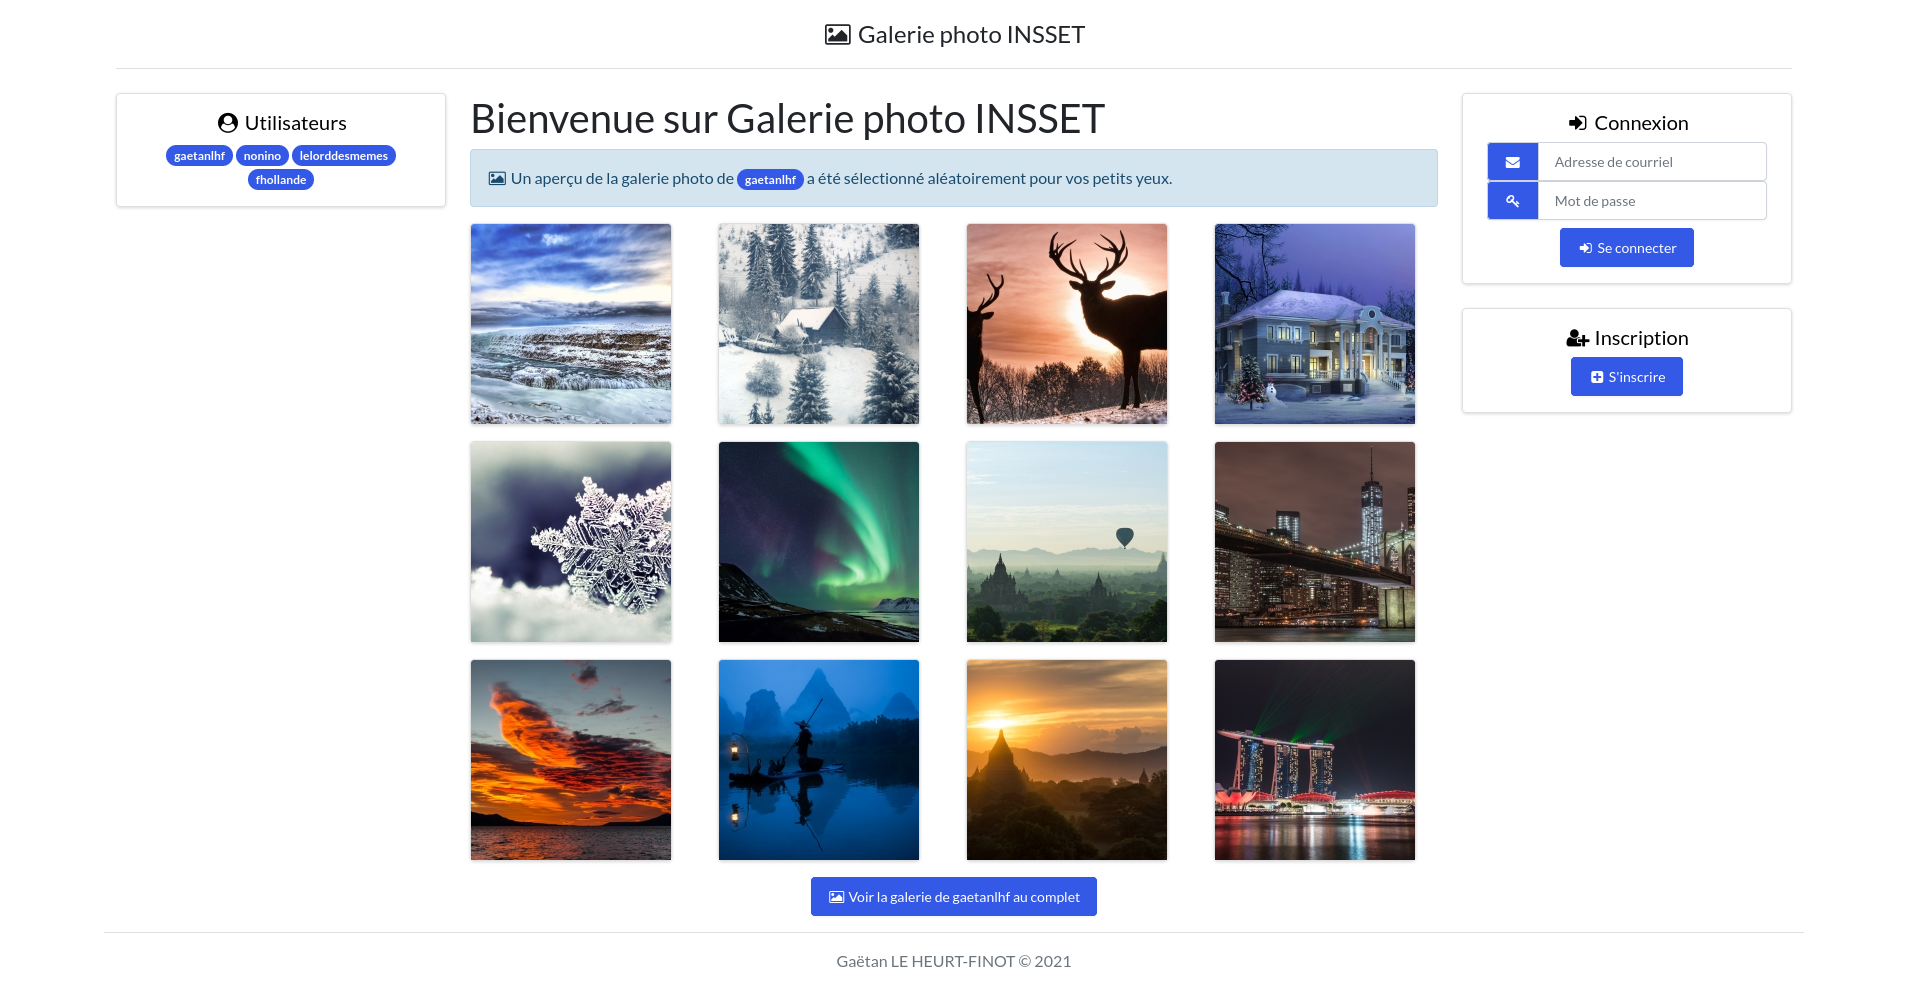 Galerie photo INSSET
Utilisateurs
gaetanlhf nonino lelorddesmemes
fhollande
Bienvenue sur Galerie photo INSSET
Un aperçu de la galerie photo de gaetanlhf a été sélectionné aléatoirement pour vos petits yeux.
Voir la galerie de gaetanlhf au complet
Connexion
Adresse de courriel
Mot de passe
Se connecter
Inscription
S'inscrire
Gaëtan LE HEURT-FINOT © 2021